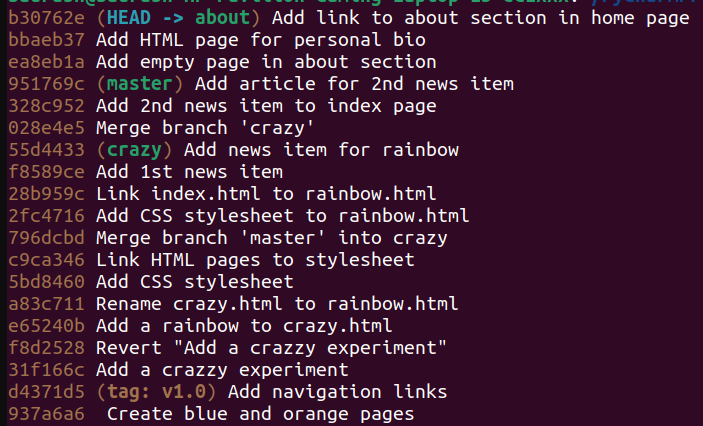 b30762e (HEAD -> about) Add link to about section in home page
bbaeb37 Add HTML page for personal bio
ea8eb1a Add empty page in about section
951769c (master) Add article for 2nd news item
328c952 Add 2nd news item to index page
028e4e5 Merge branch 'crazy'
55d4433 (crazy) Add news item for rainbow
f8589ce Add 1st news item
28b959c Link index.html to rainbow.html
2fc4716 Add CSS stylesheet to rainbow.html
796dcbd Merge branch 'master' into crazy
c9ca346 Link HTML pages to stylesheet
5bd8460 Add CSS stylesheet
a83c711 Rename crazy.html to rainbow.html
e65240b Add a rainbow to crazy.html
f8d2528 Revert "Add a crazzy experiment"
31f166c Add a crazzy experiment
d4371d5 (tag: v1.0) Add navigation links
937a6a6  Create blue and orange pages